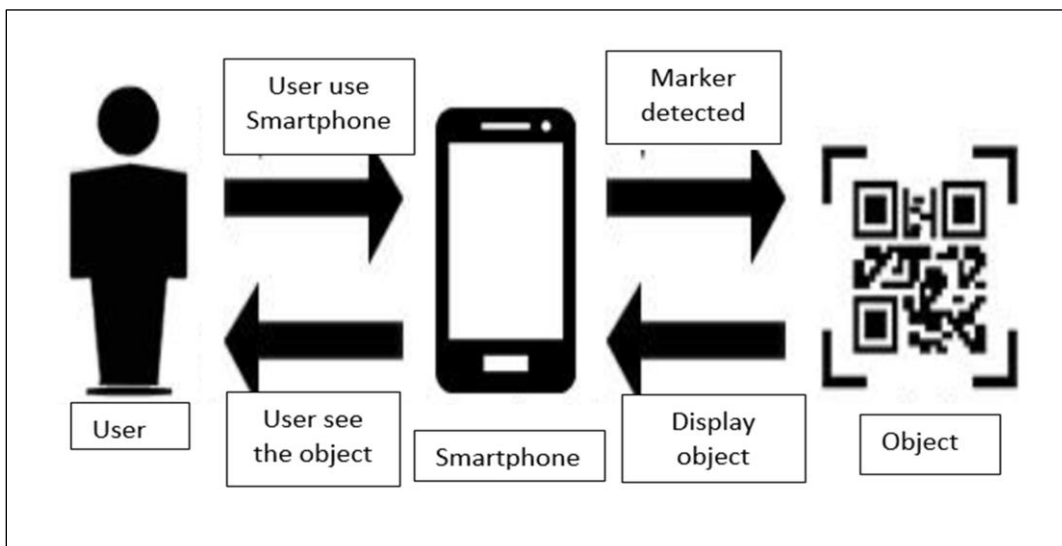 User use
Smartphone
Marker
detected
User
User see
the object
Smartphone
Display
object
Object